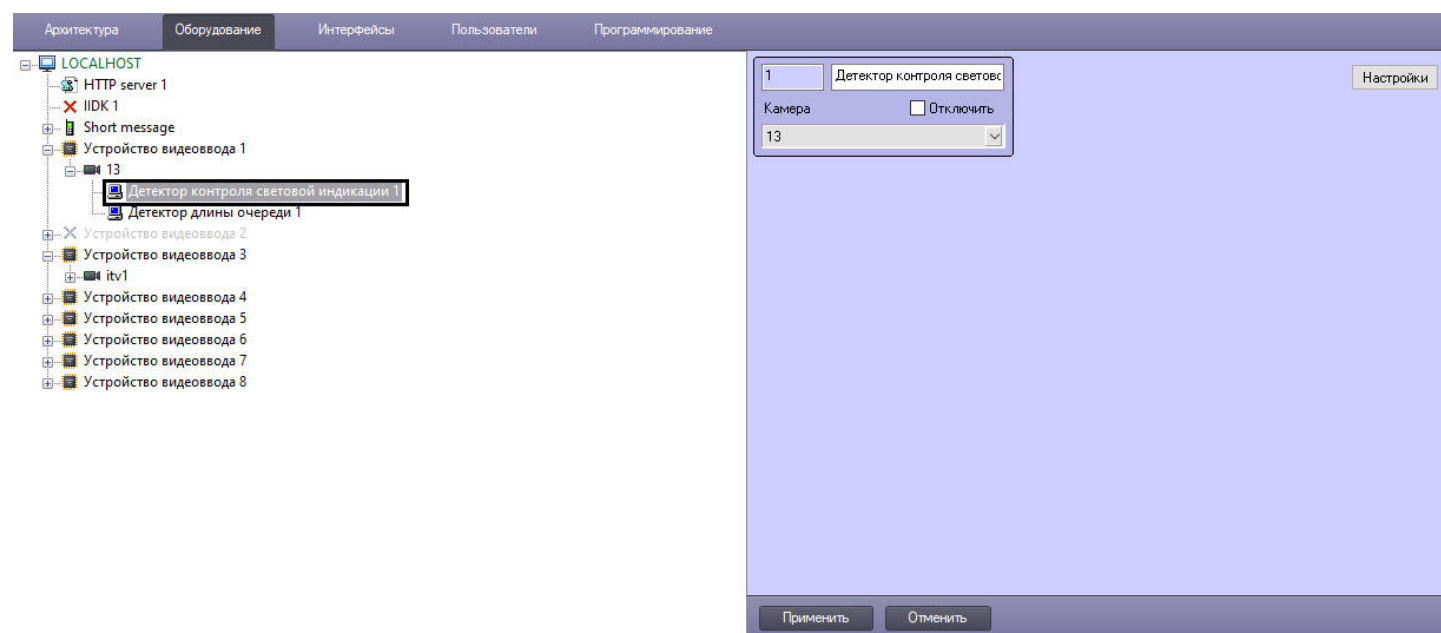 Архитектура Оборудование Интерфейсы Пользователи Программирование
LOCALHOST
HTTP server 1
IIDK 1
Short message
Устройство видеоввода 1
13
Детектор контроля световой индикации 1
Детектор длины очереди 1
Устройство видеоввода 2
Устройство видеоввода 3
itv1
Устройство видеоввода 4
Устройство видеоввода 5
Устройство видеоввода 6
Устройство видеоввода 7
Устройство видеоввода 8
1 Детектор контроля светово
Настройки
Камера Отключить
13
Применить Отменить